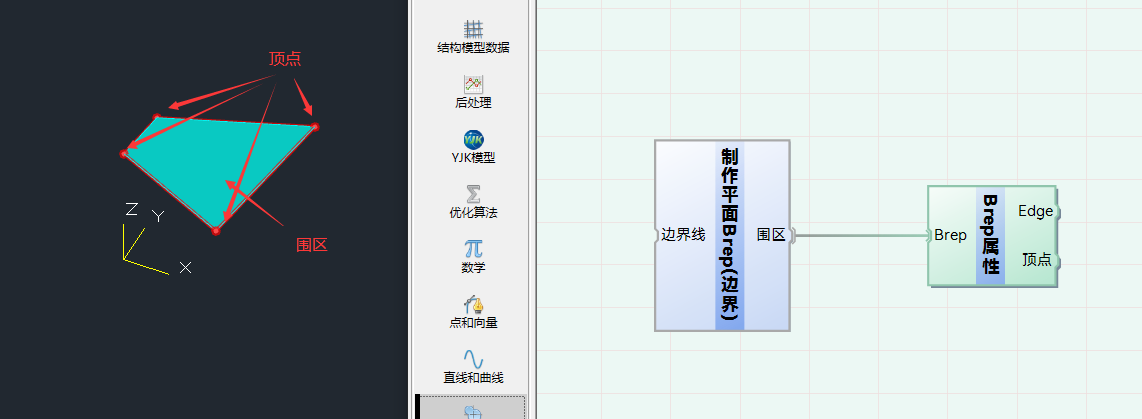 顶点
围区
Z
Y
X
结构模型数据
后处理
YJK
YJK模型
优化算法
数学
点和向量
直线和曲线
边界线
制作平面Brep(边界)
围区
Brep
Brep属性
Edge
顶点